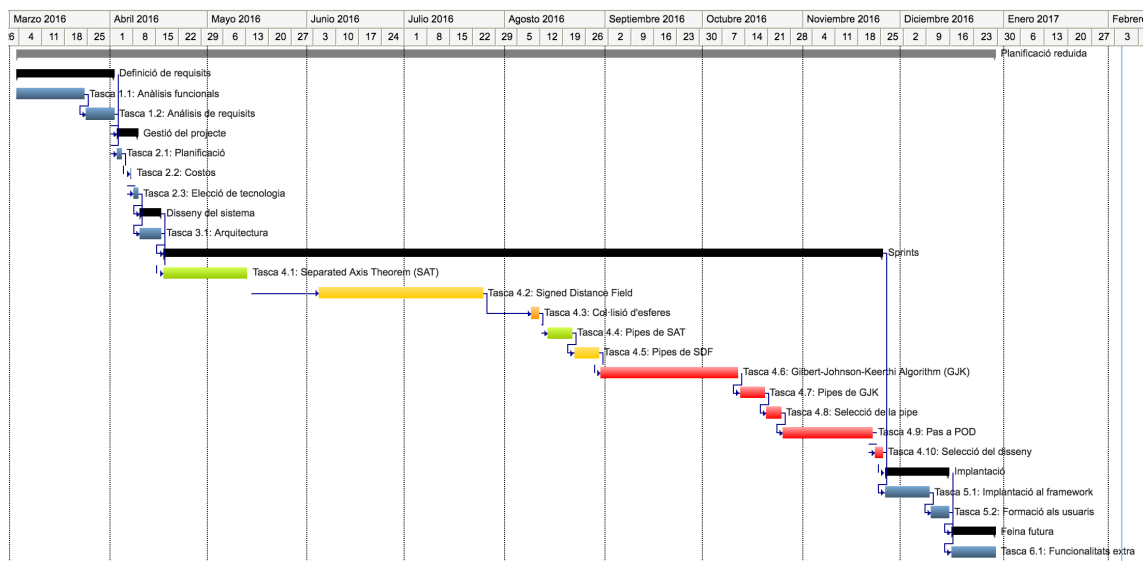 Marzo 2016 Abril 2016 Mayo 2016 Junio 2016 Julio 2016 Agosto 2016 Septiembre 2016 Octubre 2016 Noviembre 2016 Diciembre 2016 Enero 2017 Febrer
6 4 11 18 25 1 8 15 22 29 6 13 20 27 3 10 17 24 1 8 15 22 29 5 12 19 26 2 9 16 23 30 7 14 21 28 4 11 18 25 2 9 16 23 30 6 13 20 27 3
Planificació reduida
Definició de requisits
Tasca 1.1: Anàlisis funcionals
Tasca 1.2: Análisis de requisits
Gestió del projecte
Tasca 2.1: Planificació
Tasca 2.2: Costos
Tasca 2.3: Elecció de tecnologia
Disseny del sistema
Tasca 3.1: Arquitectura
Sprints
Tasca 4.1: Separated Axis Theorem (SAT)
Tasca 4.2: Signed Distance Field
Tasca 4.3: Col·lisió d'esferes
Tasca 4.4: Pipes de SAT
Tasca 4.5: Pipes de SDF
Tasca 4.6: Gilbert-Johnson-Keerthi Algorithm (GJK)
Tasca 4.7: Pipes de GJK
Tasca 4.8: Selecció de la pipe
Tasca 4.9: Pas a POD
Tasca 4.10: Selecció del disseny
Implantació
Tasca 5.1: Implantació al framework
Tasca 5.2: Formació als usuaris
Feina futura
Tasca 6.1: Funcionalitats extra